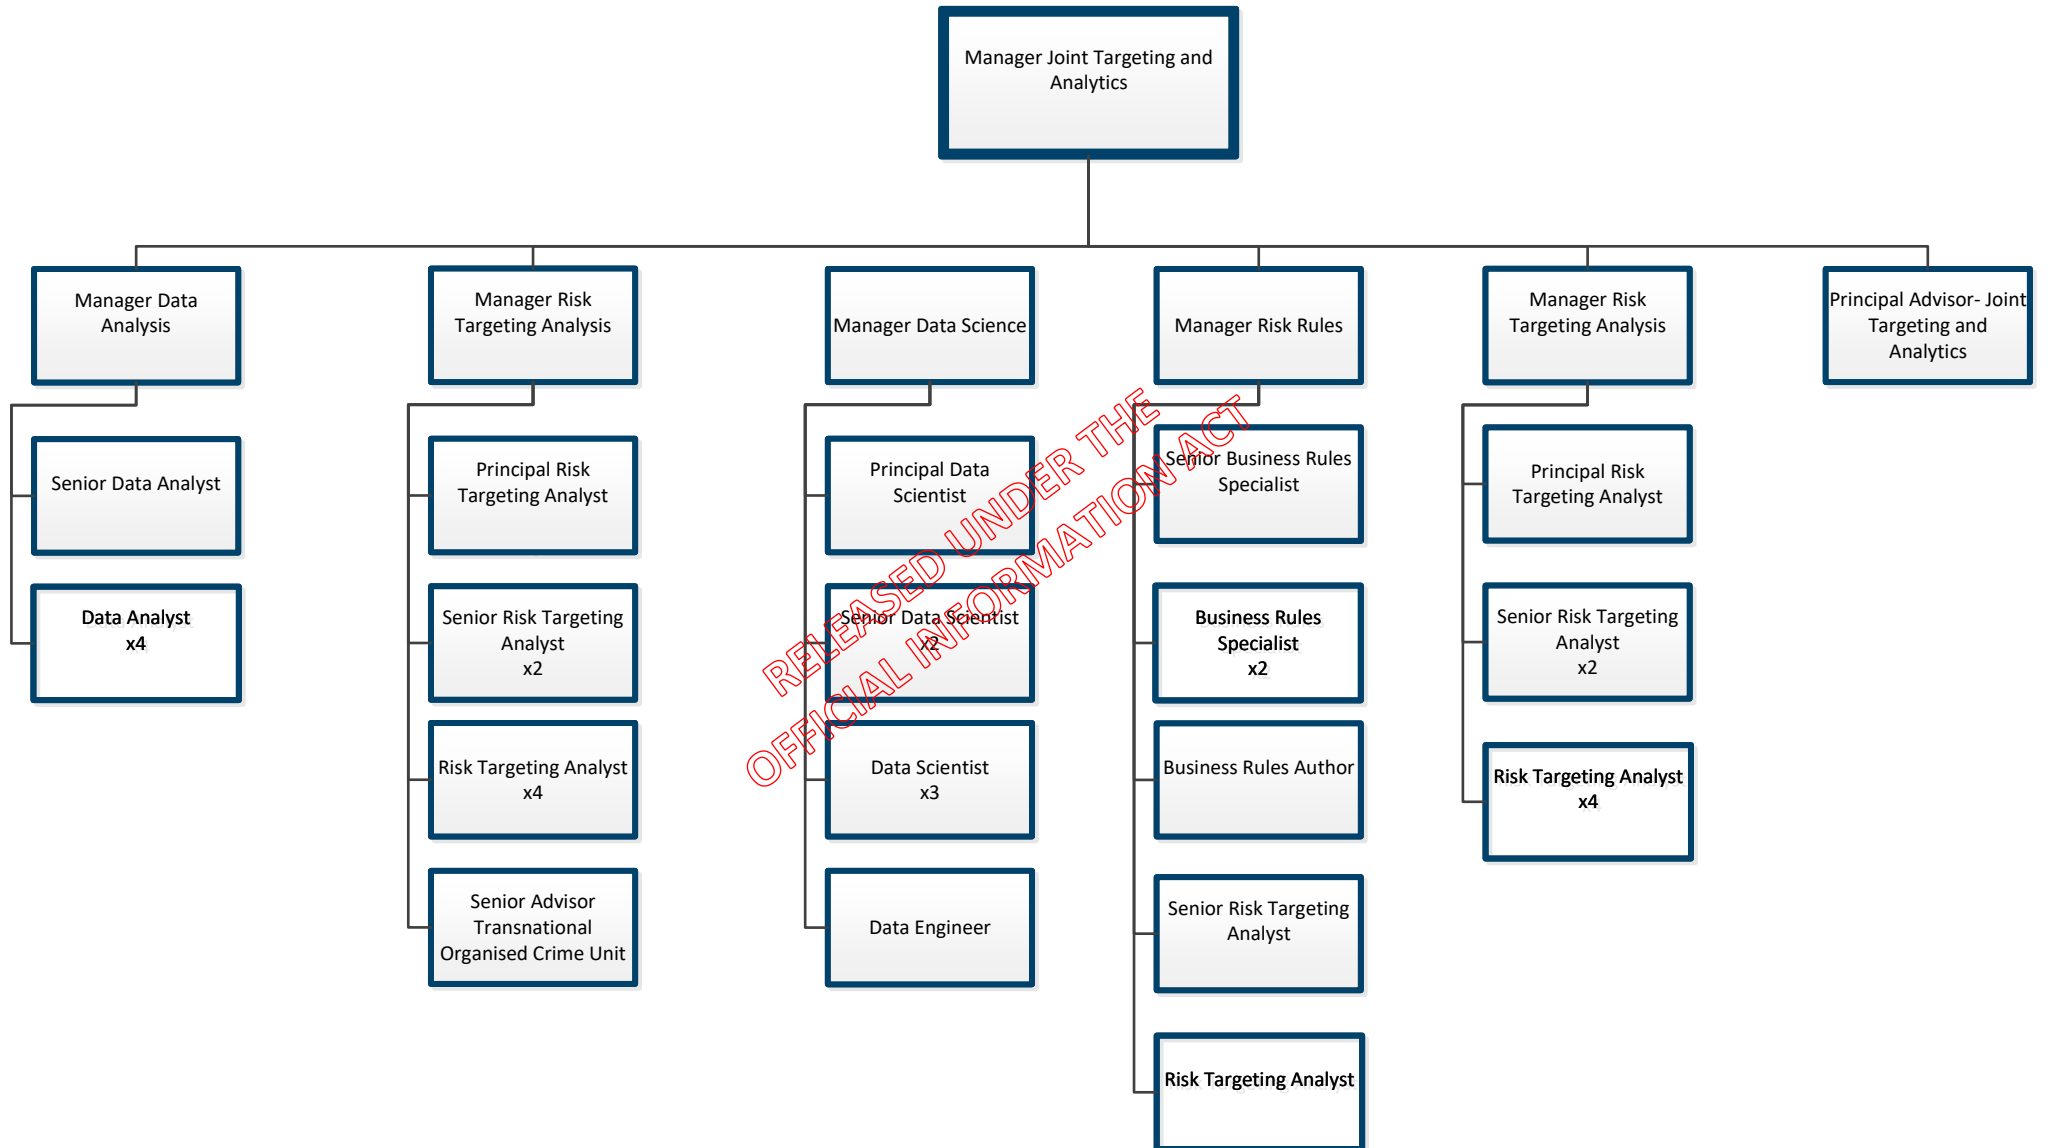 Manager Joint Targeting and
Analytics
Manager Data
Analysis
Manager Risk
Targeting Analysis
Manager Data Science
Manager Risk Rules
Manager Risk
Targeting Analysis
Principal Advisor- Joint
Targeting and
Analytics
Senior Data Analyst
Data Analyst
x4
Principal Risk
Targeting Analyst
Senior Risk Targeting
Analyst
x2
Risk Targeting Analyst
x4
Senior Advisor
Transnational
Organised Crime Unit
Principal Data
Scientist
Senior Data Scientist
x2
Data Scientist
x3
Data Engineer
Senior Business Rules
Specialist
Business Rules
Specialist
x2
Business Rules Author
Senior Risk Targeting
Analyst
Risk Targeting Analyst
Principal Risk
Targeting Analyst
Senior Risk Targeting
Analyst
x2
Risk Targeting Analyst
x4
RELEASED UNDER THE
OFFICIAL INFORMATION ACT